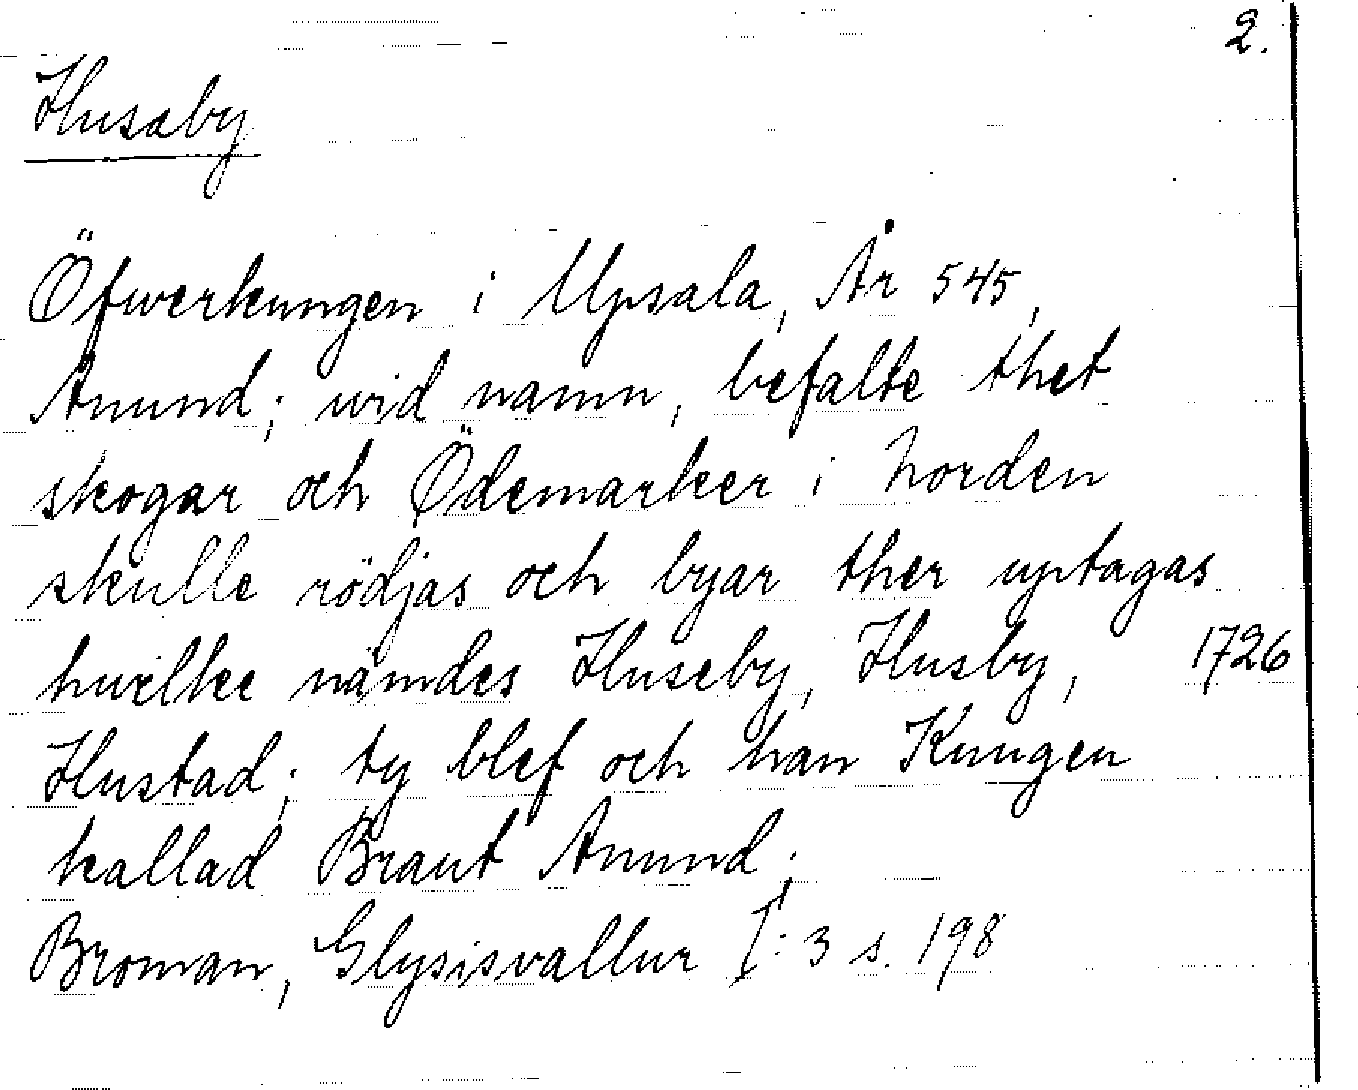 2.
Husaby
Öfwerkungen i Upsala, År 545,
Anund; wid namn, befalte thet
skogar och Ödemarker i Norden
skulle rödjas och byar ther uptagas
hwilke nämdes Huseby, Husby, 1726
Hustad; ty blef och han Kungen
kallad Braut Anund;
Broman, Glysisvallur I:3 s. 198